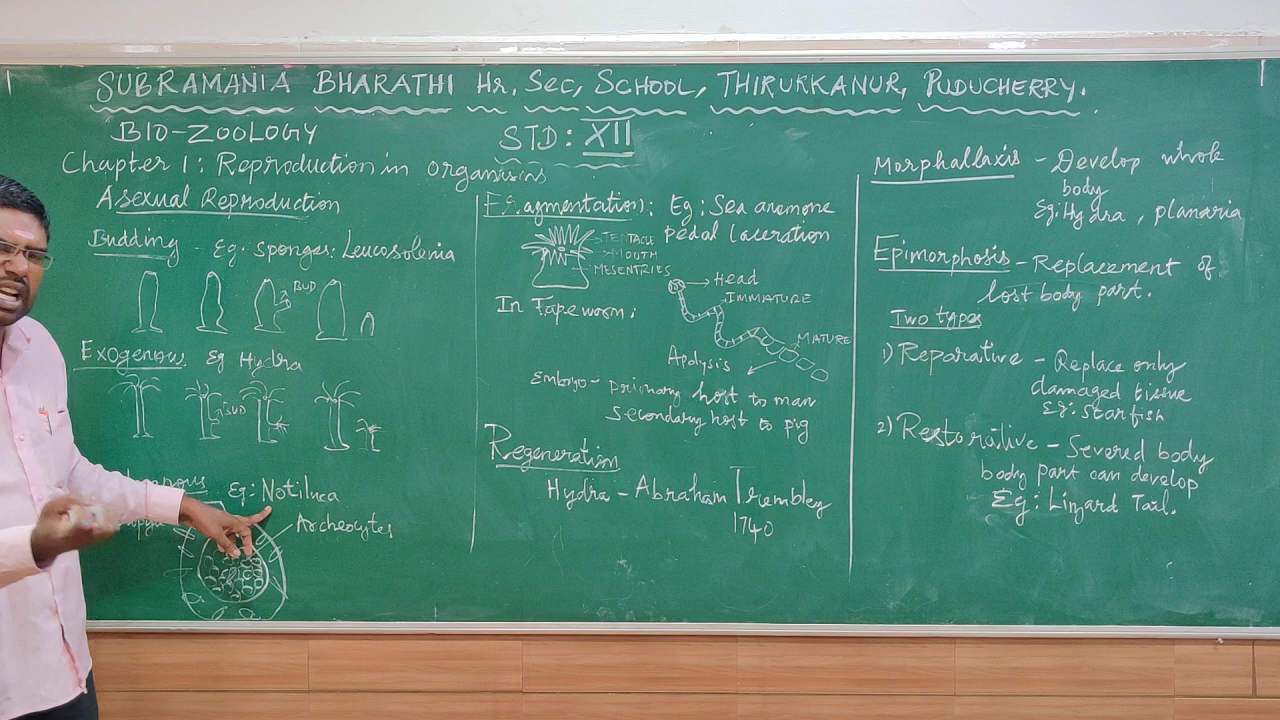 SUBRAMANIA BHARATHI Hr. Sec, SCHOOL, THIRUKKANUR, PUDUCHERRY.
BIO-ZOOLOGY
STD: XII
Chapter 1: Reproduction in organisms
Asexual Reproduction
Budding - Eg. Sponges: Leucosolenia
BUD
Exogenous Eg Hydra
BUD
Eg: Notiluca
Archeocytes
Fragmentation: Eg: Sea anemone
pedal laceration
TENTACLE
MOUTH
MESENTRIES
In Tapeworm.
Head
IMMATURE
MATURE
Apolysis
Embryo - primary host to man
Secondary host to pig
Regeneration
Hydra - Abraham Trembley
1740
Morphallaxis - Develop whole
body
Eg: Hydra, planaria
Epimorphosis - Replacement of
lost body part.
Two types
1) Reparative - Replace only
damaged tissue
Eg: Starfish
2) Restorative - Severed body
body part can develop
Eg: Linzard Tail.